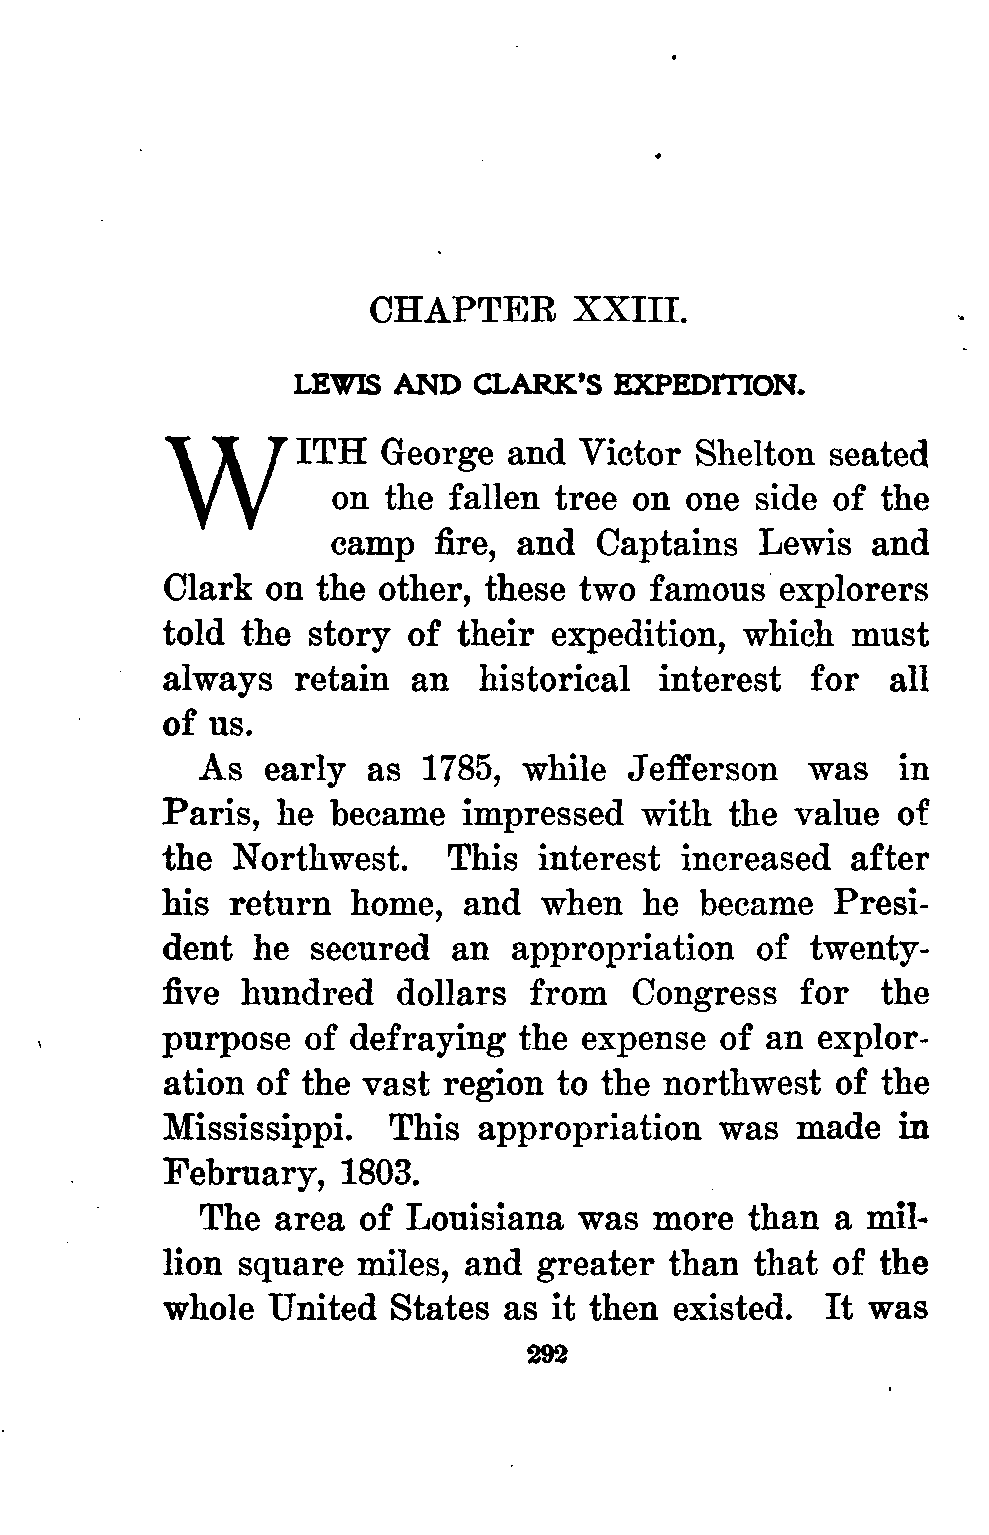 CHAPTER XXIII.
LEWIS AND CLARK'S EXPEDITION.
WITH George and Victor Shelton seated
on the fallen tree on one side of the
camp fire, and Captains Lewis and
Clark on the other, these two famous explorers
told the story of their expedition, which must
always retain an historical interest for all
of us.
As early as 1785, while Jefferson was in
Paris, he became impressed with the value of
the Northwest. This interest increased after
his return home, and when he became Presi-
dent he secured an appropriation of twenty-
five hundred dollars from Congress for the
purpose of defraying the expense of an explor-
ation of the vast region to the northwest of the
Mississippi. This appropriation was made in
February, 1803.
The area of Louisiana was more than a mil-
lion square miles, and greater than that of the
whole United States as it then existed. It was
292